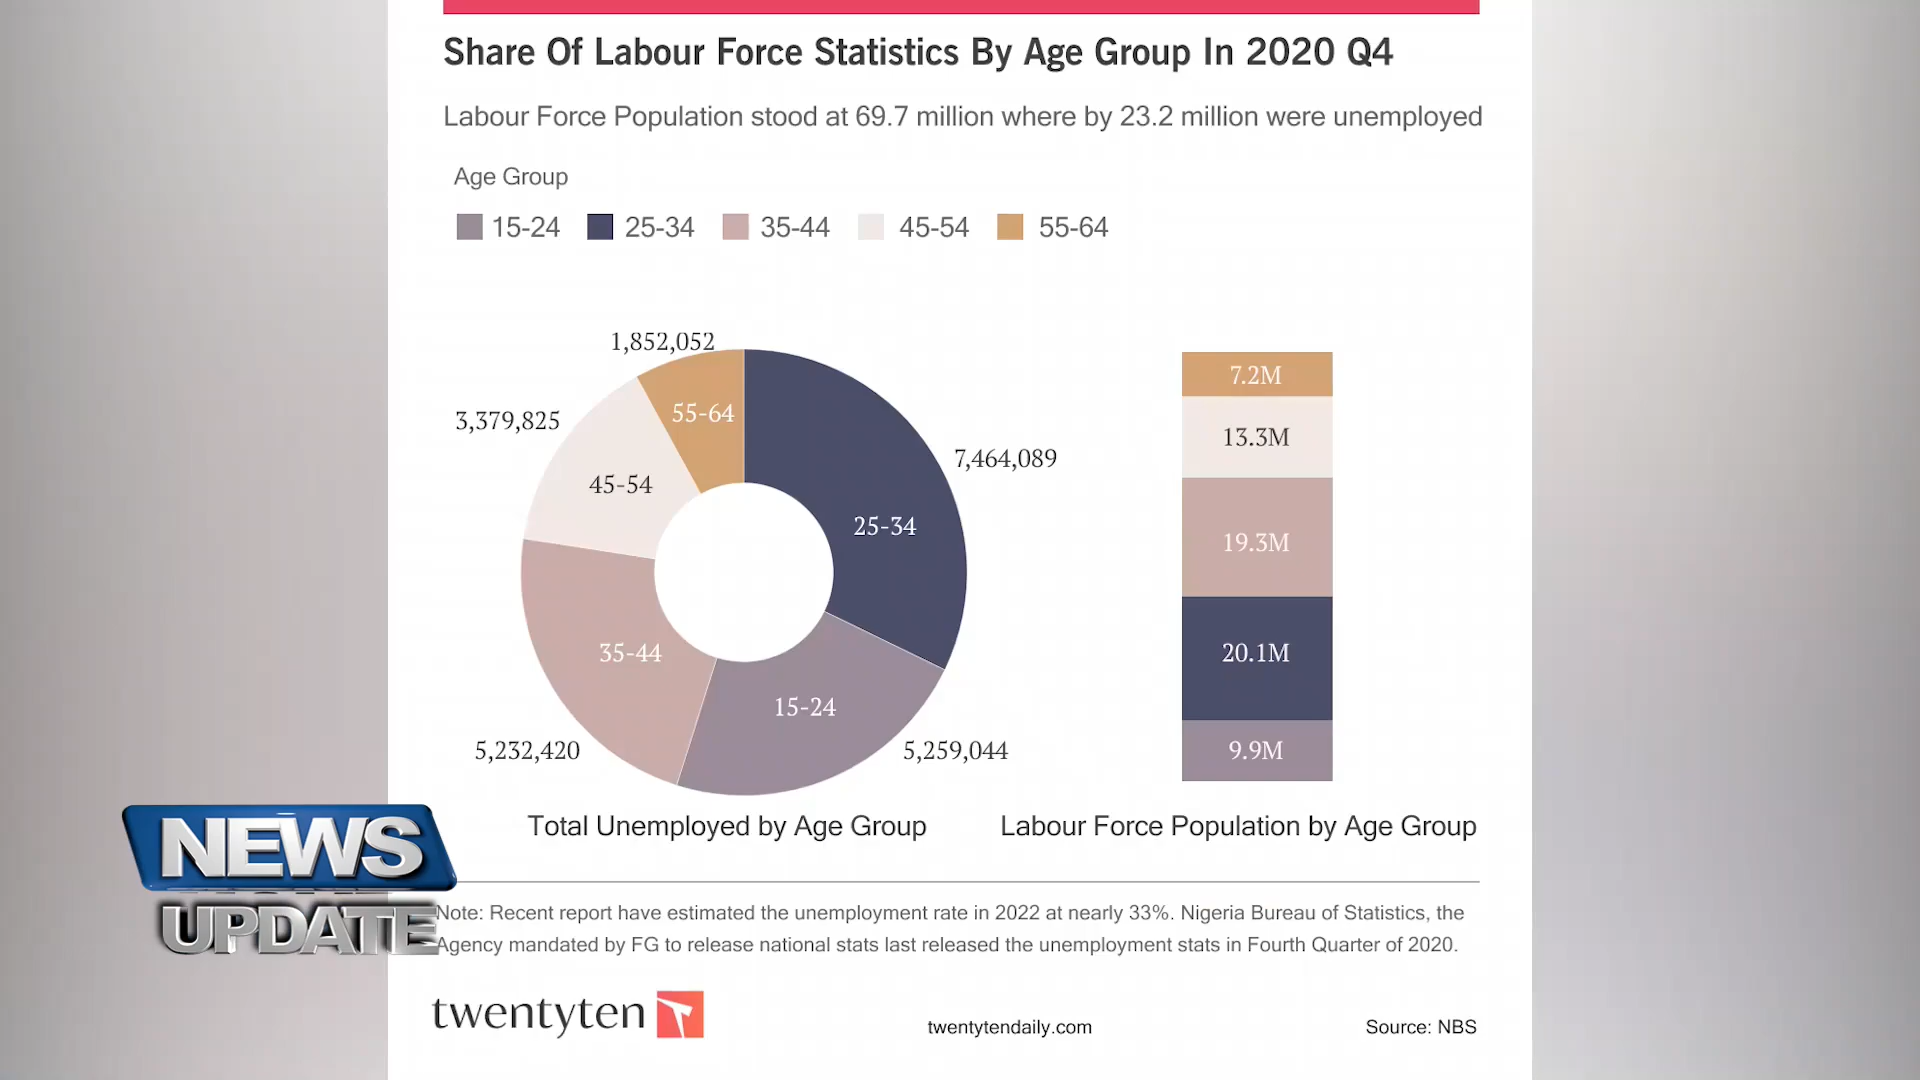 Share Of Labour Force Statistics By Age Group In 2020 Q4
Labour Force Population stood at 69.7 million where by 23.2 million were unemployed
Age Group
15-24 25-34 35-44 45-54 55-64
1,852,052
3,379,825
55-64
45-54
7,464,089
25-34
35-44
15-24
5,232,420
5,259,044
7.2M
13.3M
19.3M
20.1M
9.9M
Total Unemployed by Age Group
Labour Force Population by Age Group
NEWS
UPDATE
Note: Recent report have estimated the unemployment rate in 2022 at nearly 33%. Nigeria Bureau of Statistics, the
Agency mandated by FG to release national stats last released the unemployment stats in Fourth Quarter of 2020.
twentyten
twentytendaily.com
Source: NBS